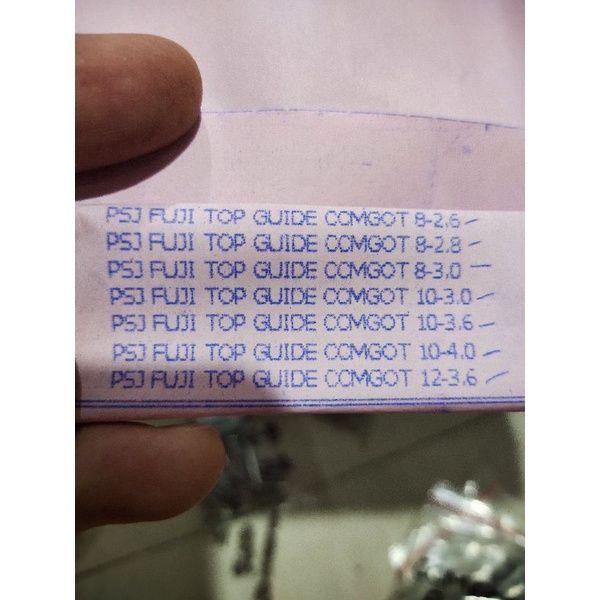 PSJ FUJI TOP GUIDE COMGOT 8-2.6
PSJ FUJI TOP GUIDE COMGOT 8-2.8
PSJ FUJI TOP GUIDE COMGOT 8-3.0
PSJ FUJI TOP GUIDE COMGOT 10-3.0
PSJ FUJI TOP GUIDE COMGOT 10-3.6
PSJ FUJI TOP GUIDE COMGOT 10-4.0
PSJ FUJI TOP GUIDE COMGOT 12-3.6